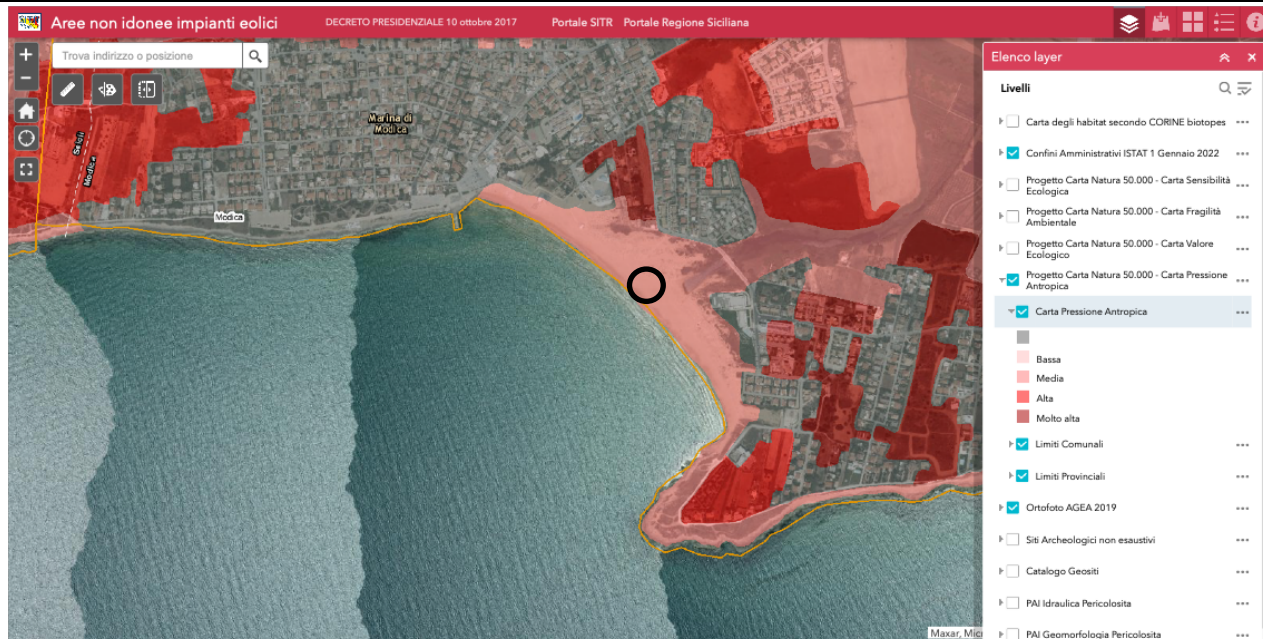 Aree non idonee impianti eolici
DECRETO PRESIDENZIALE 10 ottobre 2017
Portale SITR
Portale Regione Siciliana
Trova indirizzo o posizione
Elenco layer
Livelli
Carta degli habitat secondo CORINE biotopes
Confini Amministrativi ISTAT 1 Gennaio 2022
Progetto Carta Natura 50.000 - Carta Sensibilità
Ecologica
Progetto Carta Natura 50.000 - Carta Fragilità
Ambientale
Progetto Carta Natura 50.000 - Carta Valore
Ecologico
Progetto Carta Natura 50.000 - Carta Pressione
Antropica
Carta Pressione Antropica
Bassa
Media
Alta
Molto alta
Limiti Comunali
Limiti Provinciali
Ortofoto AGEA 2019
Siti Archeologici non esaustivi
Catalogo Geositi
PAI Idraulica Pericolosita
PAI Geomorfologia Pericolosita
Marina di
Modica
Scicli
Modica
Modica
Maxar, Mic